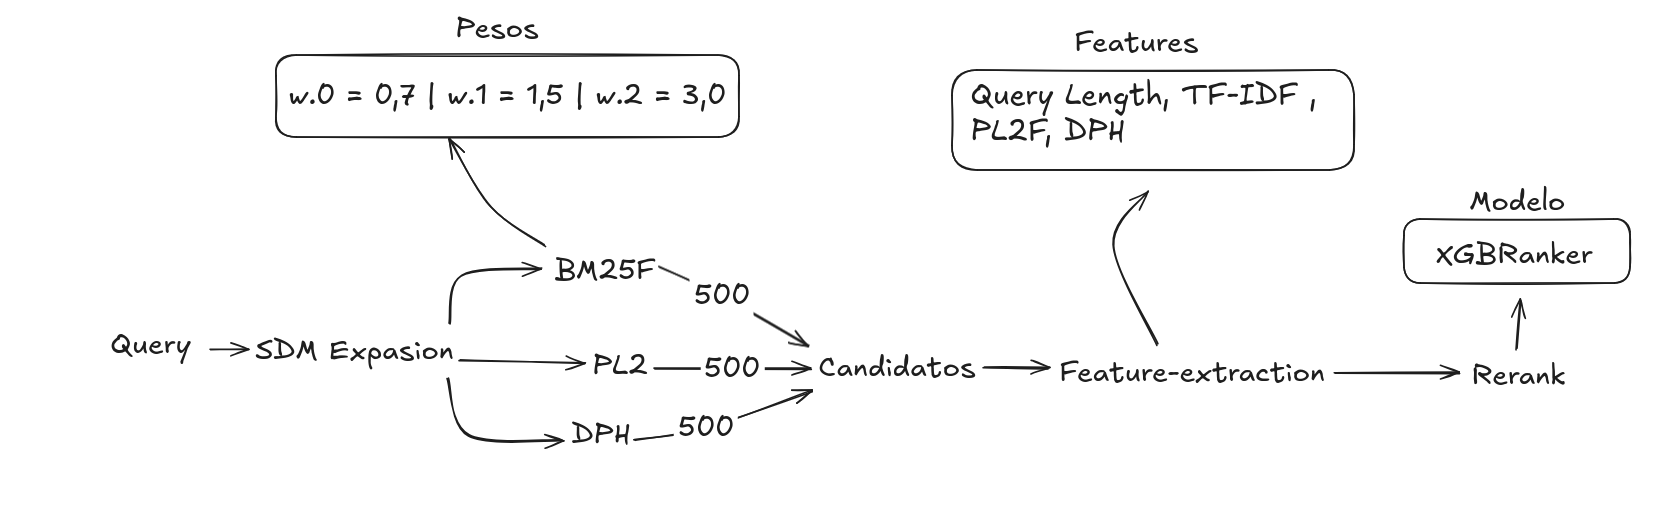 Pesos
w.0 = 0,7 | w.1 = 1,5 | w.2 = 3,0
Features
Query Length, TF-IDF ,
PL2F, DPH
Modelo
XGBRanker
BM25F
500
Query
SDM Expasion
PL2
500
Candidatos
Feature-extraction
Rerank
DPH
500